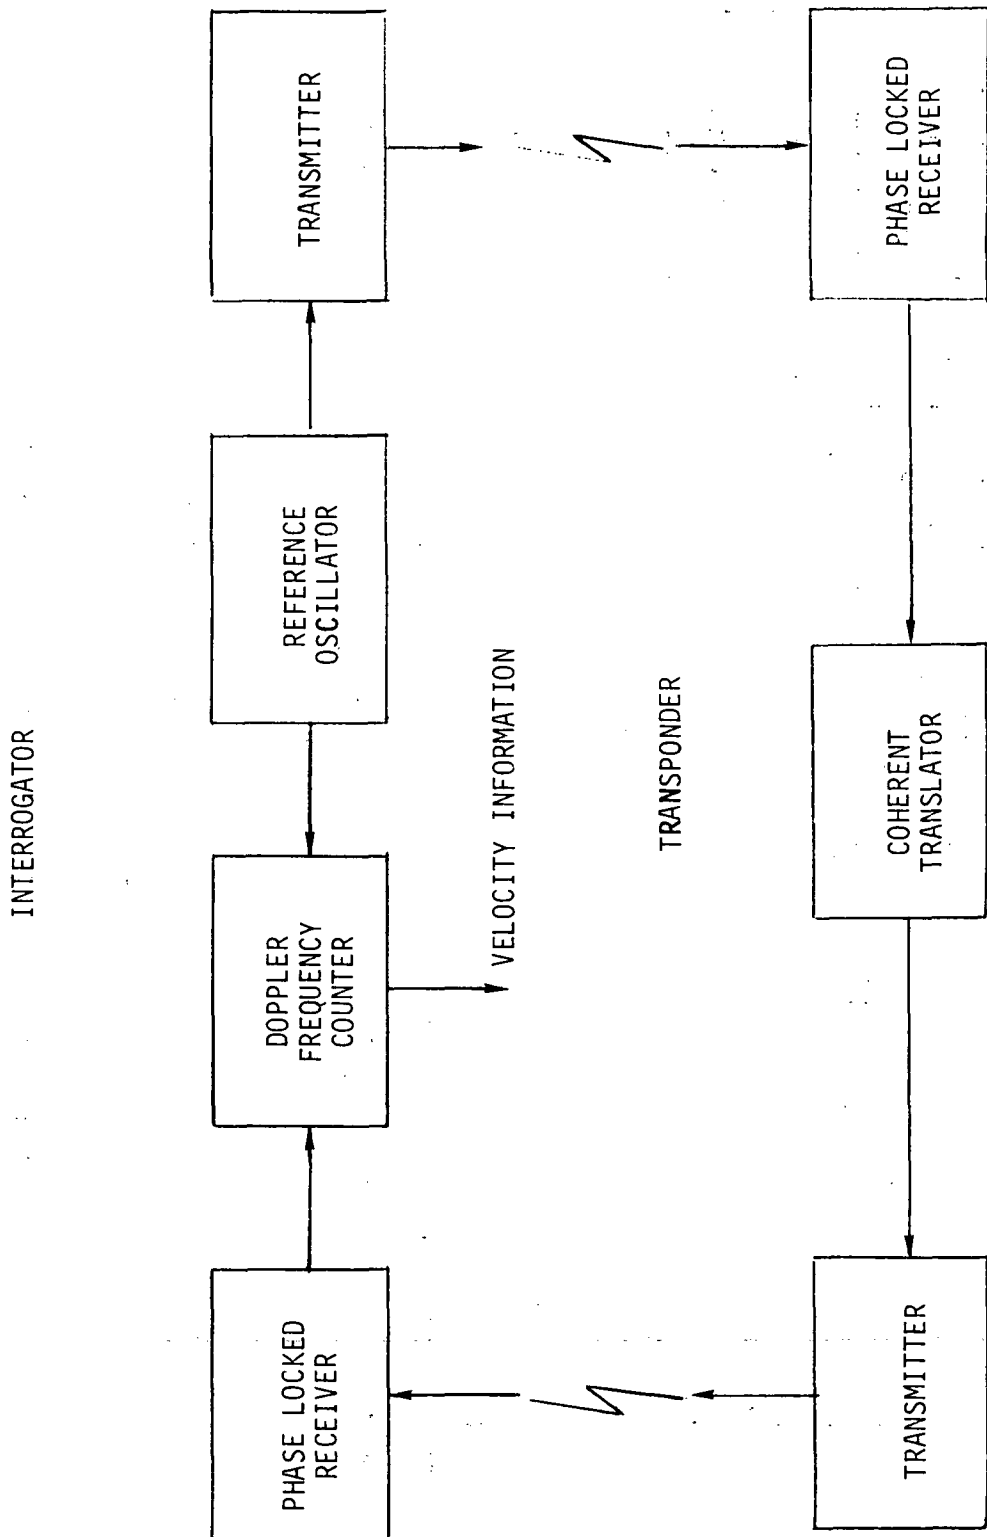 INTERROGATOR
PHASE LOCKED
RECEIVER
DOPPLER
FREQUENCY
COUNTER
REFERENCE
OSCILLATOR
TRANSMITTER
VELOCITY INFORMATION
TRANSPONDER
TRANSMITTER
COHERENT
TRANSLATOR
PHASE LOCKED
RECEIVER